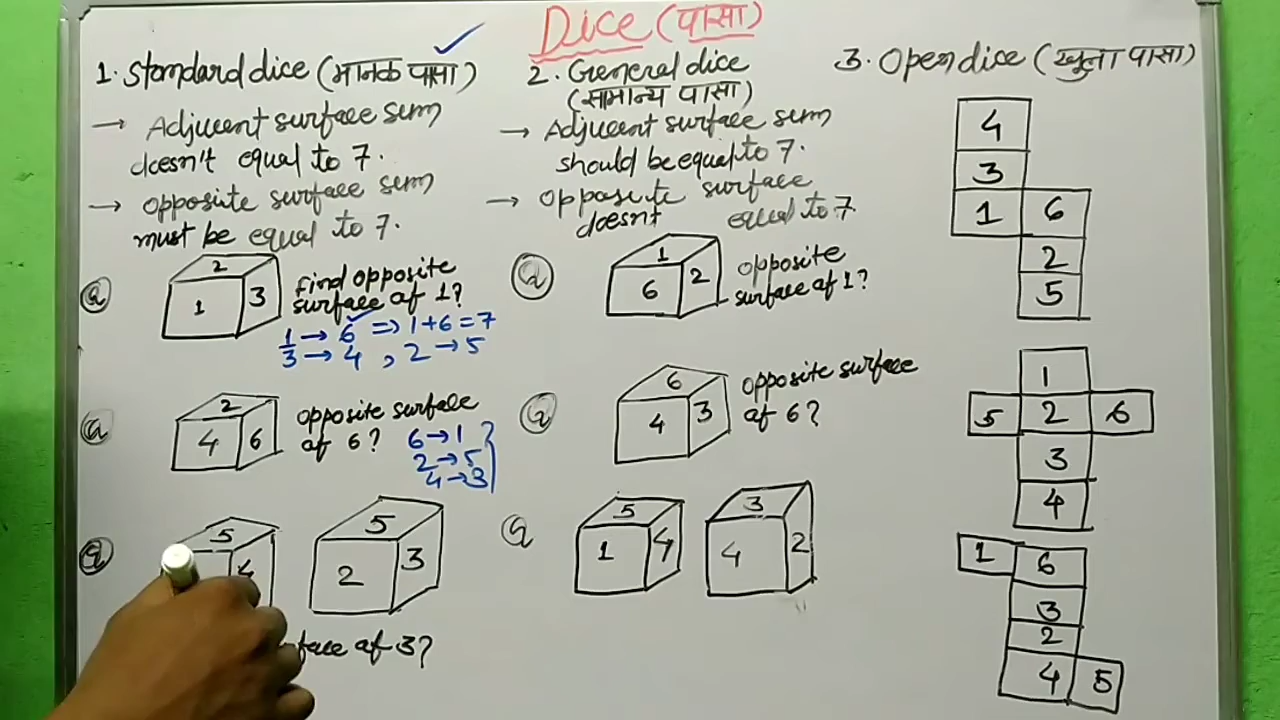 Dice (पासा)
1. Standard dice (मानक पासा)
→ Adjucent surface sum
doesn't equal to 7.
→ opposite surface sum
must be equal to 7.
Q
2
1
3
find opposite
surface of 1?
1 → 6 => 1+6=7
3 → 4 , 2 → 5
Q
2
4
6
opposite surface
of 6?
6→1
2→5
4→3
Q
5
5
2
3
of 3?
2. General dice
(सामान्य पासा)
→ Adjucent surface sum
should be equal to 7.
→ Opposite surface
doesn't equal to 7.
Q
1
6
2
opposite
surface of 1?
Q
6
4
3
opposite surface
of 6?
Q
5
1
4
3
4
2
3. Open dice (खुला पासा)
4
3
1 6
2
5
1
5 2 6
3
4
1 6
3
2
4 5